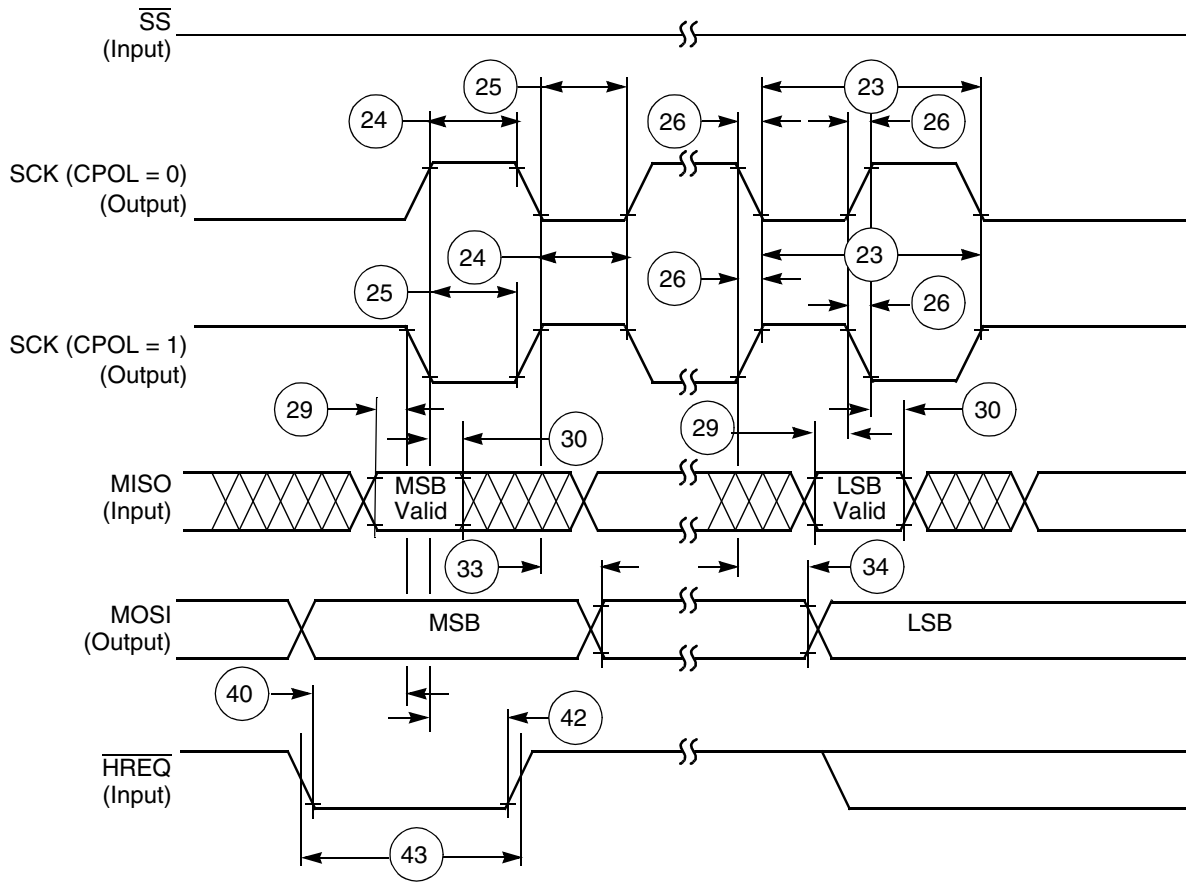 SS
(Input)
25
23
24
26
26
SCK (CPOL = 0)
(Output)
24
23
25
26
26
SCK (CPOL = 1)
(Output)
29
30
29
30
MISO
(Input)
MSB
Valid
LSB
Valid
33
34
MOSI
(Output)
MSB
LSB
40
42
HREQ
(Input)
43